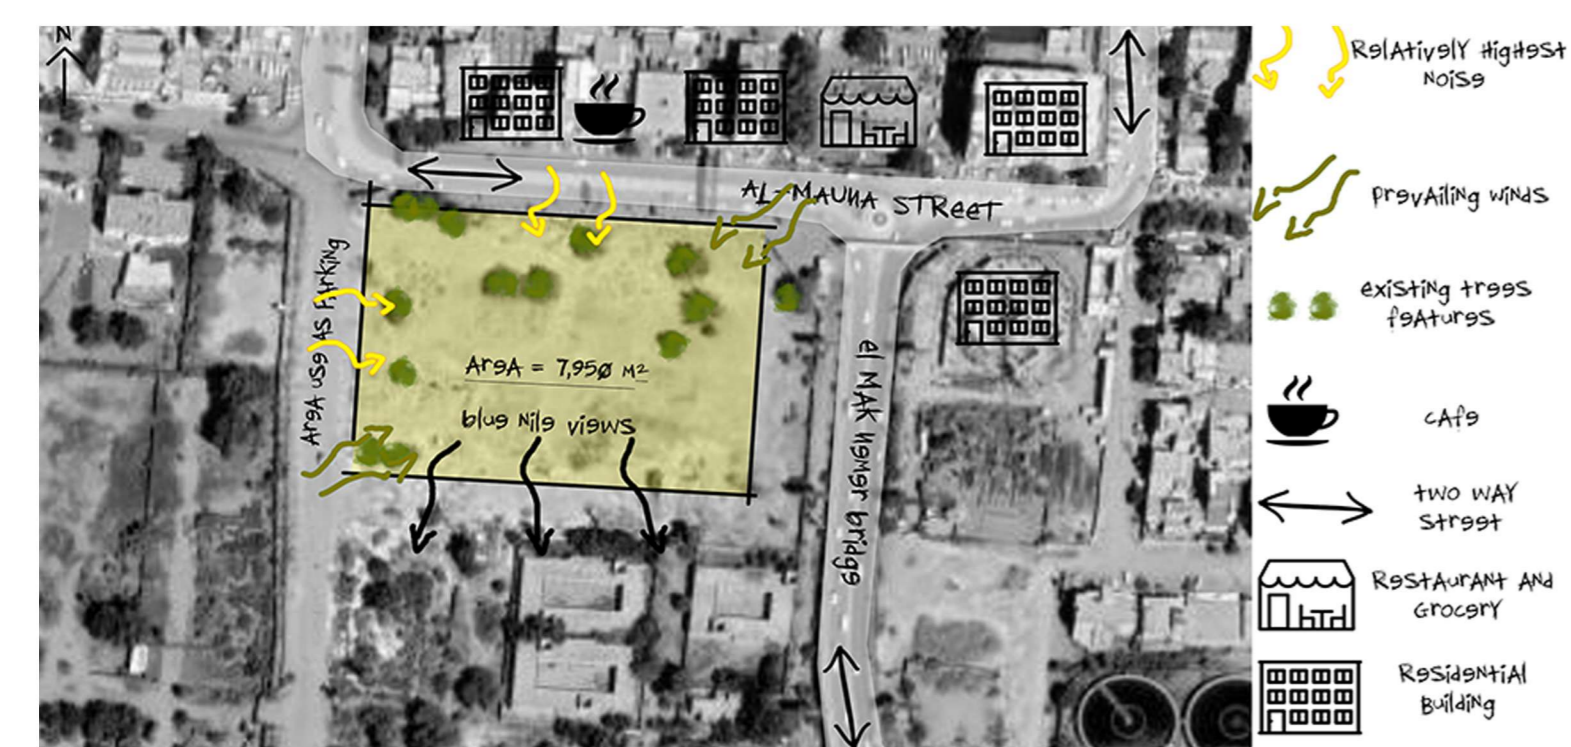 N
AL-MAUNA STREET
Area use as Parking
Area = 7,950 M2
blue Nile views
el MAK Nemer bridge
Relatively Highest
Noise
Prevailing winds
existing trees
features
cafe
two way
street
Restaurant and
Grocery
Residential
Building